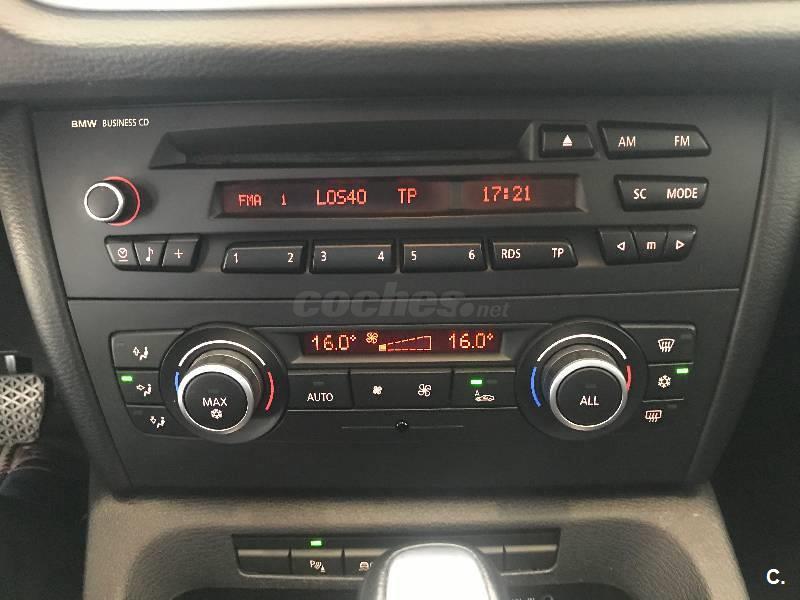 BMW BUSINESS CD
AM FM
FMA 1 LOS40 TP 17:21
SC MODE
1 2 3 4 5 6 RDS TP
m
coches.net
16.0° 16.0°
MAX AUTO ALL
P
C.